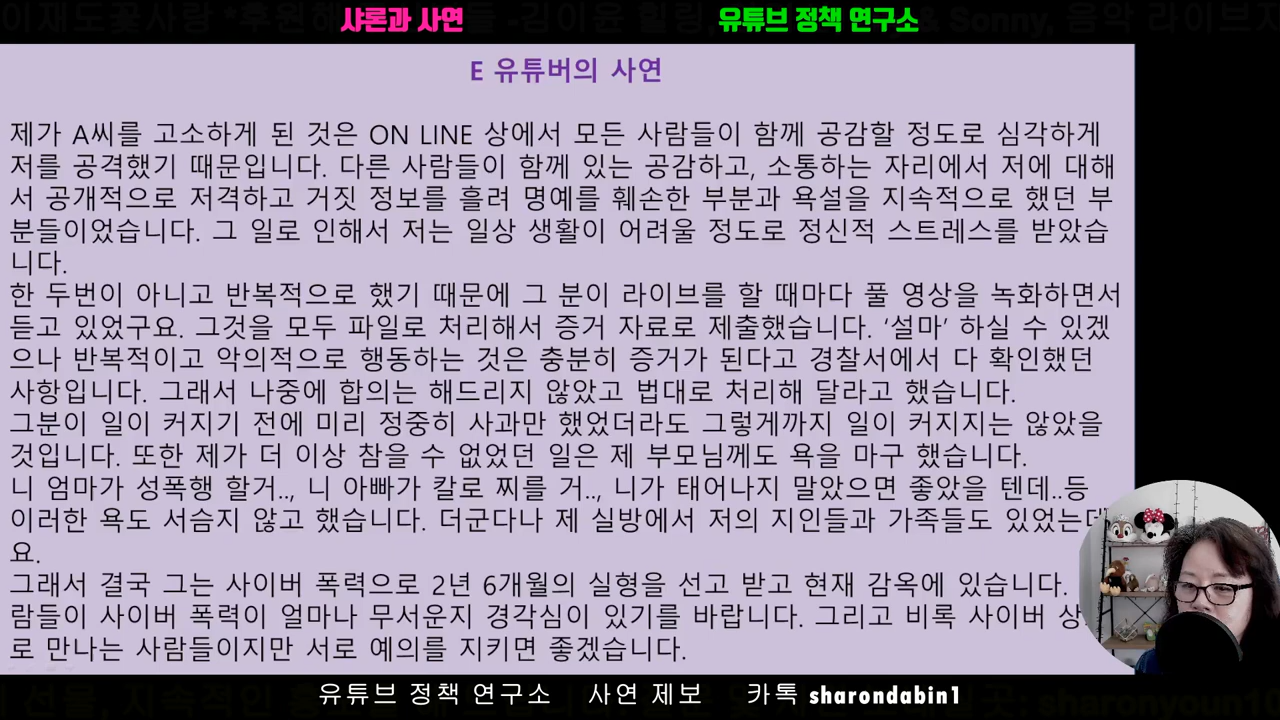 샤론과 사연
유튜브 정책 연구소
E 유튜버의 사연
제가 A씨를 고소하게 된 것은 ON LINE 상에서 모든 사람들이 함께 공감할 정도로 심각하게
저를 공격했기 때문입니다. 다른 사람들이 함께 있는 공감하고, 소통하는 자리에서 저에 대해
서 공개적으로 저격하고 거짓 정보를 흘려 명예를 훼손한 부분과 욕설을 지속적으로 했던 부
분들이었습니다. 그 일로 인해서 저는 일상 생활이 어려울 정도로 정신적 스트레스를 받았습
니다.
한 두번이 아니고 반복적으로 했기 때문에 그 분이 라이브를 할 때마다 풀 영상을 녹화하면서
듣고 있었구요. 그것을 모두 파일로 처리해서 증거 자료로 제출했습니다. ‘설마’ 하실 수 있겠
으나 반복적이고 악의적으로 행동하는 것은 충분히 증거가 된다고 경찰서에서 다 확인했던
사항입니다. 그래서 나중에 합의는 해드리지 않았고 법대로 처리해 달라고 했습니다.
그분이 일이 커지기 전에 미리 정중히 사과만 했었더라도 그렇게까지 일이 커지지는 않았을
것입니다. 또한 제가 더 이상 참을 수 없었던 일은 제 부모님께도 욕을 마구 했습니다.
니 엄마가 성폭행 할거.., 니 아빠가 칼로 찌를 거.., 니가 태어나지 말았으면 좋았을 텐데..등
이러한 욕도 서슴지 않고 했습니다. 더군다나 제 실방에서 저의 지인들과 가족들도 있었는데
요.
그래서 결국 그는 사이버 폭력으로 2년 6개월의 실형을 선고 받고 현재 감옥에 있습니다.
람들이 사이버 폭력이 얼마나 무서운지 경각심이 있기를 바랍니다. 그리고 비록 사이버 상
로 만나는 사람들이지만 서로 예의를 지키면 좋겠습니다.
유튜브 정책 연구소 사연 제보 카톡 sharondabin1